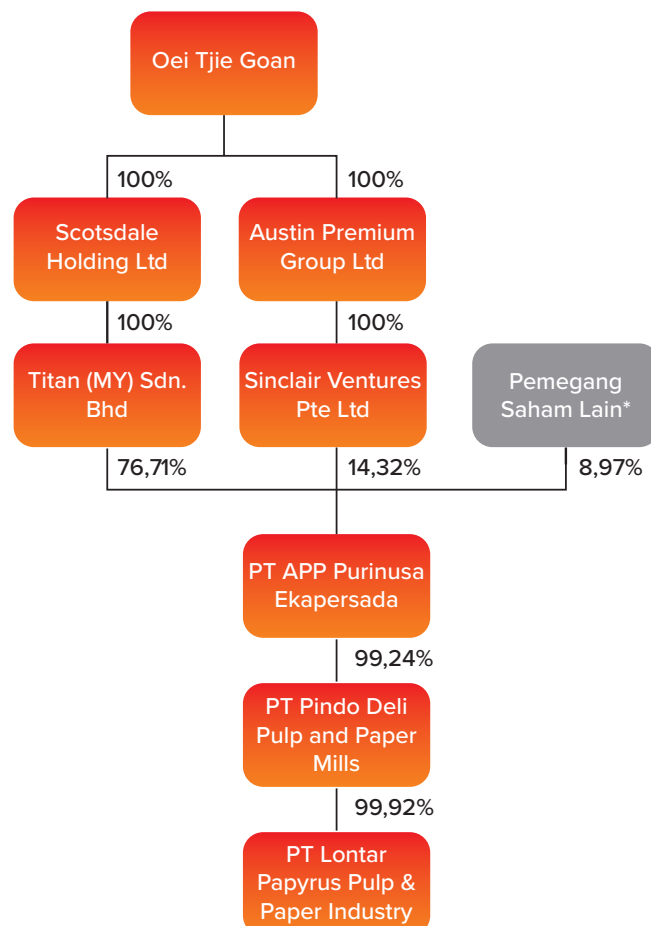 Oei Tjie Goan
100%
100%
Scotsdale
Holding Ltd
Austin Premium
Group Ltd
100%
100%
Titan (MY) Sdn.
Bhd
Sinclair Ventures
Pte Ltd
Pemegang
Saham Lain*
76,71%
14,32%
8,97%
PT APP Purinusa
Ekapersada
99,24%
PT Pindo Deli
Pulp and Paper
Mills
99,92%
PT Lontar
Papyrus Pulp &
Paper Industry